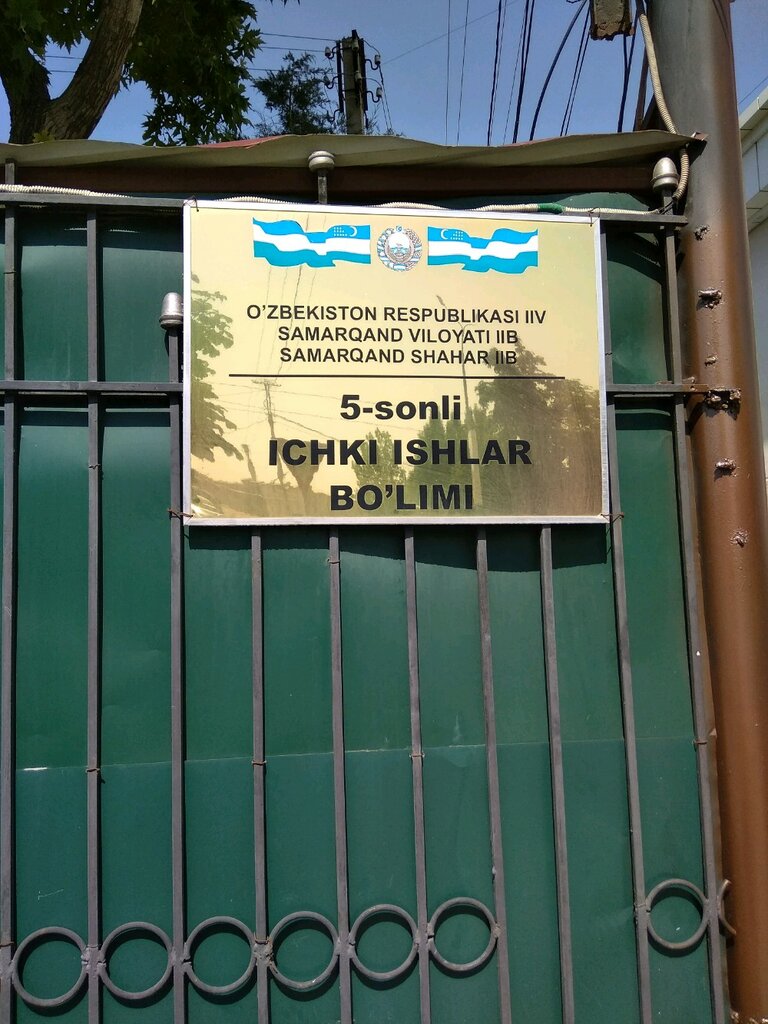 O'ZBEKISTON RESPUBLIKASI IIV
SAMARQAND VILOYATI IIB
SAMARQAND SHAHAR IIB
5-sonli
ICHKI ISHLAR
BO'LIMI